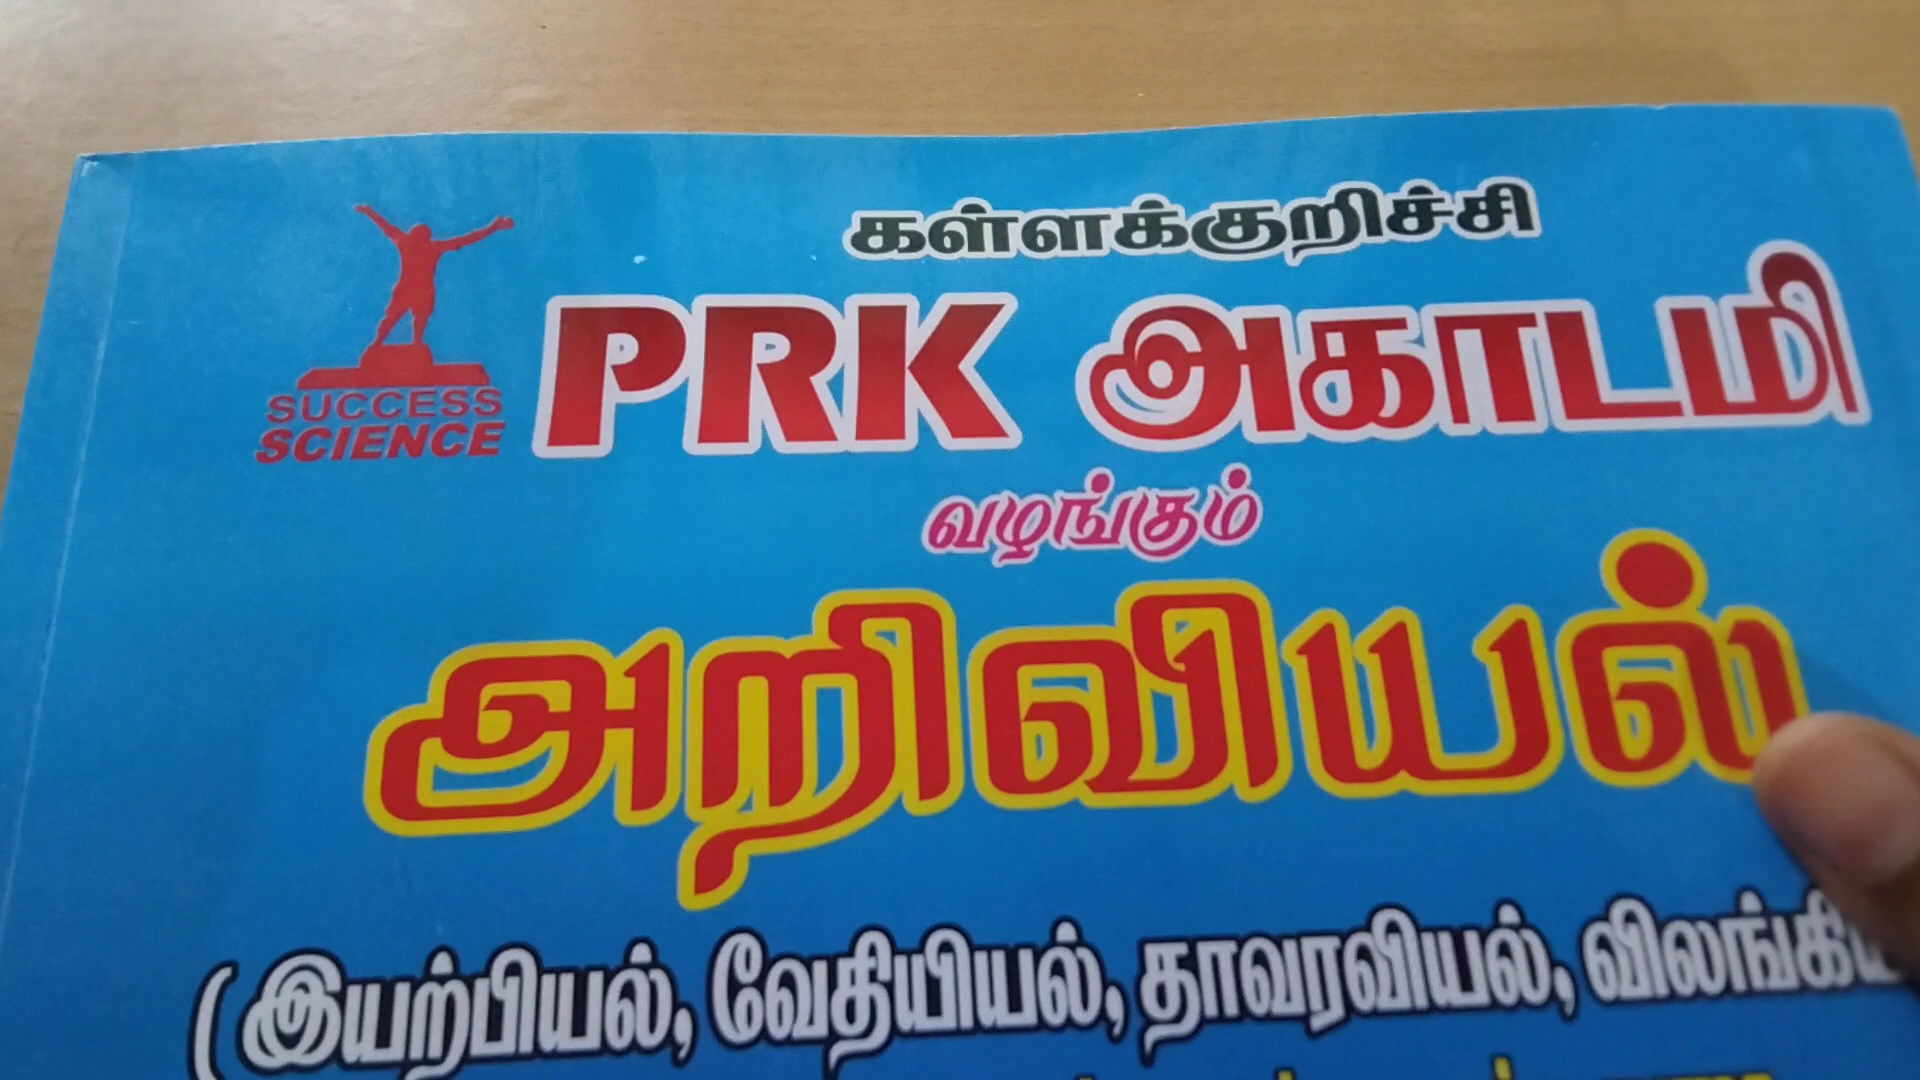 கள்ளக்குறிச்சி
SUCCESS
SCIENCE
PRK அகாடமி
வழங்கும்
அறிவியல்
(இயற்பியல், வேதியியல், தாவரவியல்,